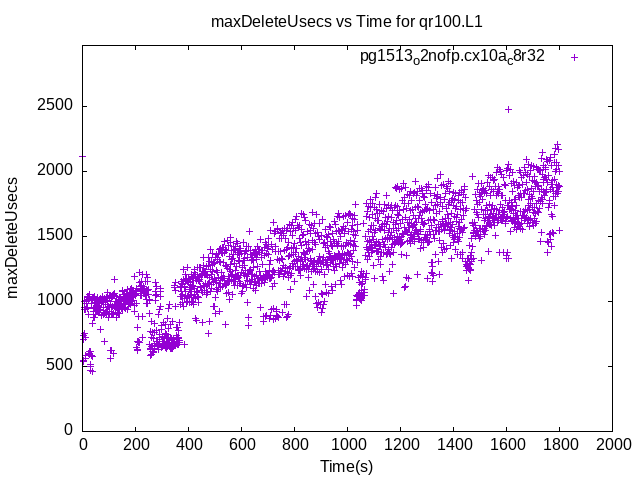 maxDeleteUsecs vs Time for qr100.L1
pg1513o2nofp.cx10ac8r32
maxDeleteUsecs
2500
2000
1500
1000
500
0
0 200 400 600 800 1000 1200 1400 1600 1800 2000
Time(s)